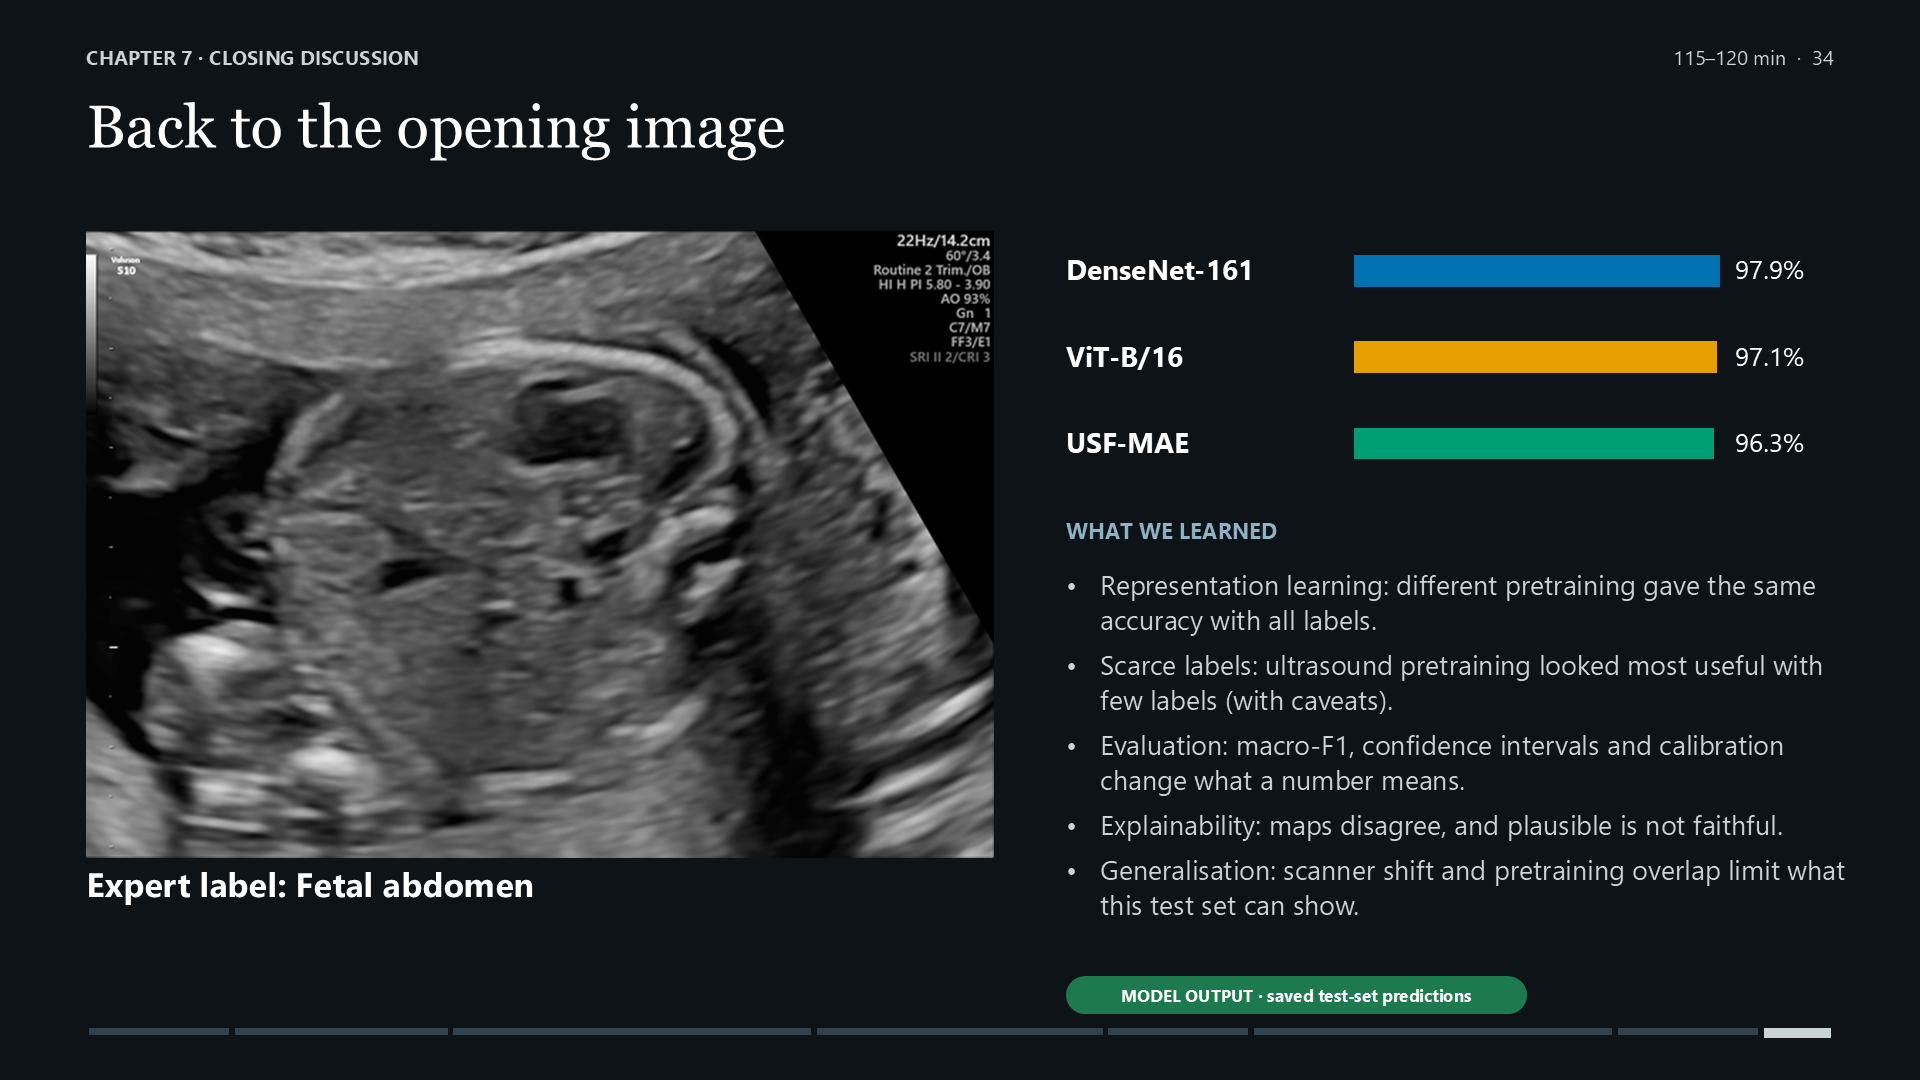 CHAPTER 7 · CLOSING DISCUSSION
115–120 min · 34
Back to the opening image
Voluson
S10
22Hz/14.2cm
60°/3.4
Routine 2 Trim./OB
HI H PI 5.80 - 3.90
AO 93%
Gn 1
C7/M7
FF3/E1
SRI II 2/CRI 3
Expert label: Fetal abdomen
DenseNet-161 97.9%
ViT-B/16 97.1%
USF-MAE 96.3%
WHAT WE LEARNED
• Representation learning: different pretraining gave the same
accuracy with all labels.
• Scarce labels: ultrasound pretraining looked most useful with
few labels (with caveats).
• Evaluation: macro-F1, confidence intervals and calibration
change what a number means.
• Explainability: maps disagree, and plausible is not faithful.
• Generalisation: scanner shift and pretraining overlap limit what
this test set can show.
MODEL OUTPUT · saved test-set predictions